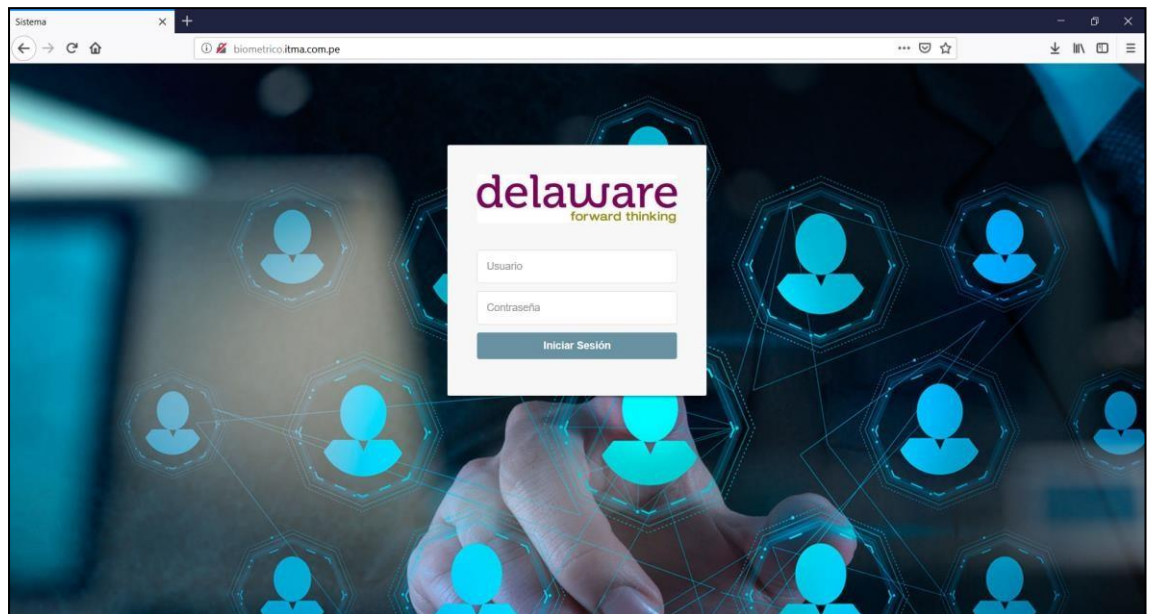 Sistema
biometrico.itma.com.pe
delaware
forward thinking
Usuario
Contraseña
Iniciar Sesión